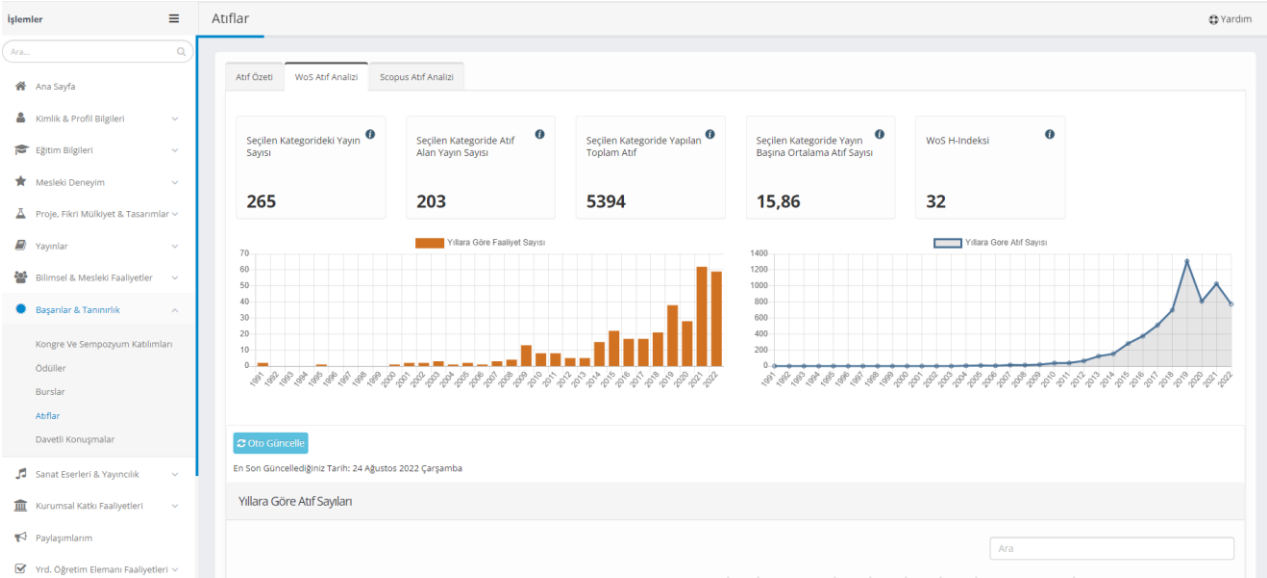 İşlemler
Ara...
Ana Sayfa
Kimlik & Profil Bilgileri
Eğitim Bilgileri
Mesleki Deneyim
Proje, Fikri Mülkiyet & Tasarımlar
Yayınlar
Bilimsel & Mesleki Faaliyetler
Başarılar & Tanınırlık
Kongre Ve Sempozyum Katılımları
Ödüller
Burslar
Atıflar
Davetli Konuşmalar
Sanat Eserleri & Yayıncılık
Kurumsal Katkı Faaliyetleri
Paylaşımlarım
Yrd. Öğretim Elemanı Faaliyetleri
Atıflar
Yardım
Atıf Özeti
WoS Atıf Analizi
Scopus Atıf Analizi
Seçilen Kategorideki Yayın
Sayısı
265
Seçilen Kategoride Atıf
Alan Yayın Sayısı
203
Seçilen Kategoride Yapılan
Toplam Atıf
5394
Seçilen Kategoride Yayın
Başına Ortalama Atıf Sayısı
15,86
WoS H-İndeksi
32
Yıllara Göre Faaliyet Sayısı
70
60
50
40
30
20
10
0
1991 1992 1993 1994 1995 1996 1997 1998 1999 2000 2001 2002 2003 2004 2005 2006 2007 2008 2009 2010 2011 2012 2013 2014 2015 2016 2017 2018 2019 2020 2021 2022
Yıllara Göre Atıf Sayısı
1400
1200
1000
800
600
400
200
0
1991 1992 1993 1994 1995 1996 1997 1998 1999 2000 2001 2002 2003 2004 2005 2006 2007 2008 2009 2010 2011 2012 2013 2014 2015 2016 2017 2018 2019 2020 2021 2022
Oto Güncelle
En Son Güncellediğiniz Tarih: 24 Ağustos 2022 Çarşamba
Yıllara Göre Atıf Sayıları
Ara